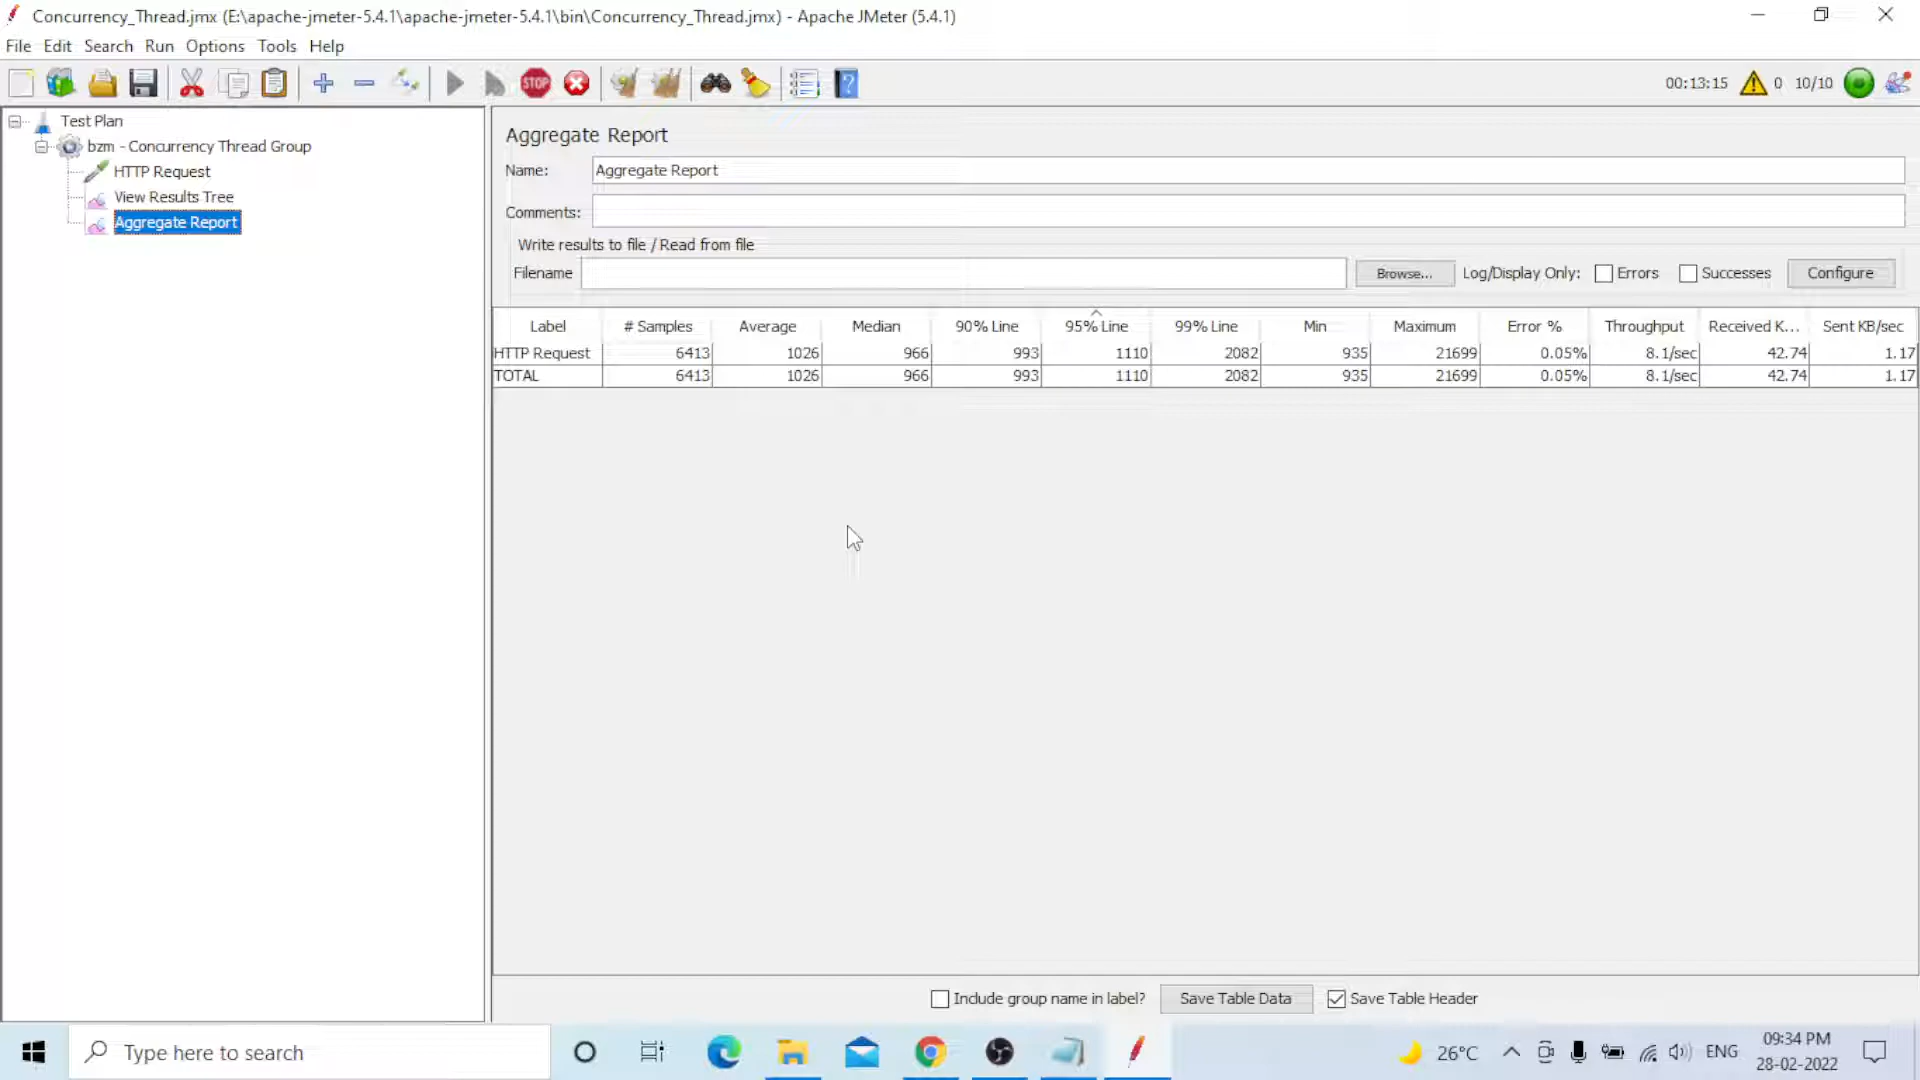 Concurrency_Thread.jmx (E:\apache-jmeter-5.4.1\apache-jmeter-5.4.1\bin\Concurrency_Thread.jmx) - Apache JMeter (5.4.1)
File Edit Search Run Options Tools Help
STOP
00:13:15 0 10/10
Test Plan
bzm - Concurrency Thread Group
HTTP Request
View Results Tree
Aggregate Report
Aggregate Report
Name: Aggregate Report
Comments:
Write results to file / Read from file
Filename Browse... Log/Display Only: Errors Successes Configure
Label # Samples Average Median 90% Line 95% Line 99% Line Min Maximum Error % Throughput Received K... Sent KB/sec
HTTP Request 6413 1026 966 993 1110 2082 935 21699 0.05% 8.1/sec 42.74 1.17
TOTAL 6413 1026 966 993 1110 2082 935 21699 0.05% 8.1/sec 42.74 1.17
Include group name in label? Save Table Data Save Table Header
Type here to search
26°C ENG
09:34 PM
28-02-2022